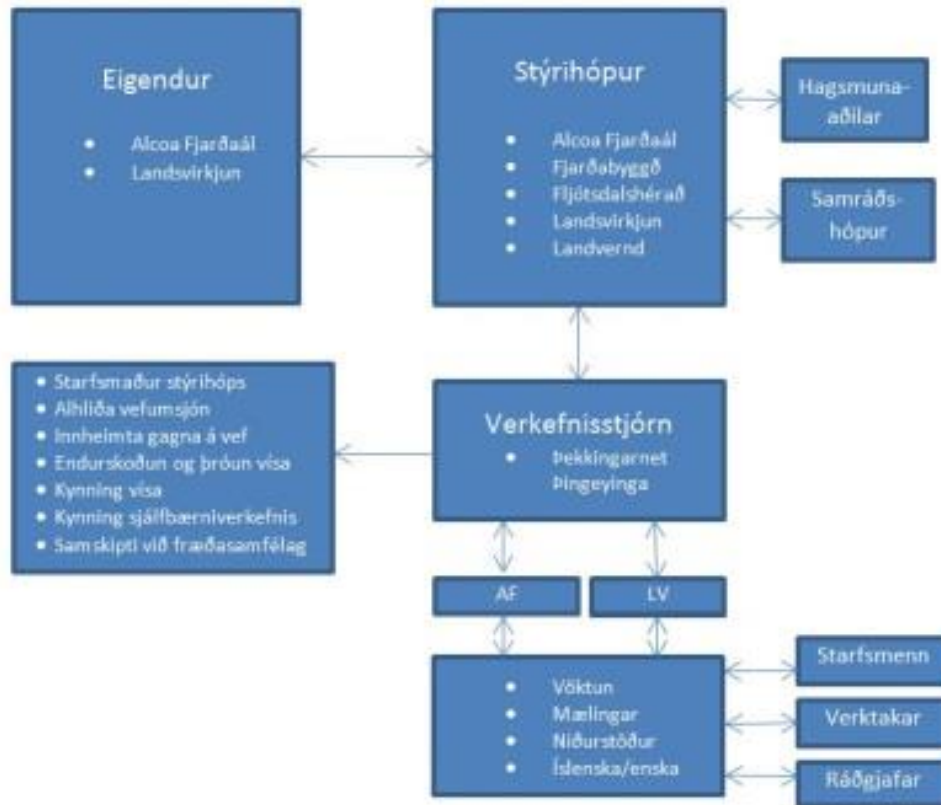 Eigendur
Alcoa Fjarðaál
Landsvirkjun
Stýrihópur
Alcoa Fjarðaál
Fjarðabyggð
Fljótsdalshérað
Landsvirkjun
Landvernd
Hagsmuna-
aðilar
Samráðs-
hópur
Starfsmaður stýrihóps
Alhliða vefumsjón
Innheimta gagna á vef
Endurskoðun og þróun vísa
Kynning vísa
Kynning sjálfbærniverkefnis
Samskipti við fræðasamfélag
Verkefnisstjórn
Þekkingarnet
Þingeyinga
AF
LV
Vöktun
Mælingar
Niðurstöður
Íslenska/enska
Starfsmenn
Verktakar
Ráðgjafar